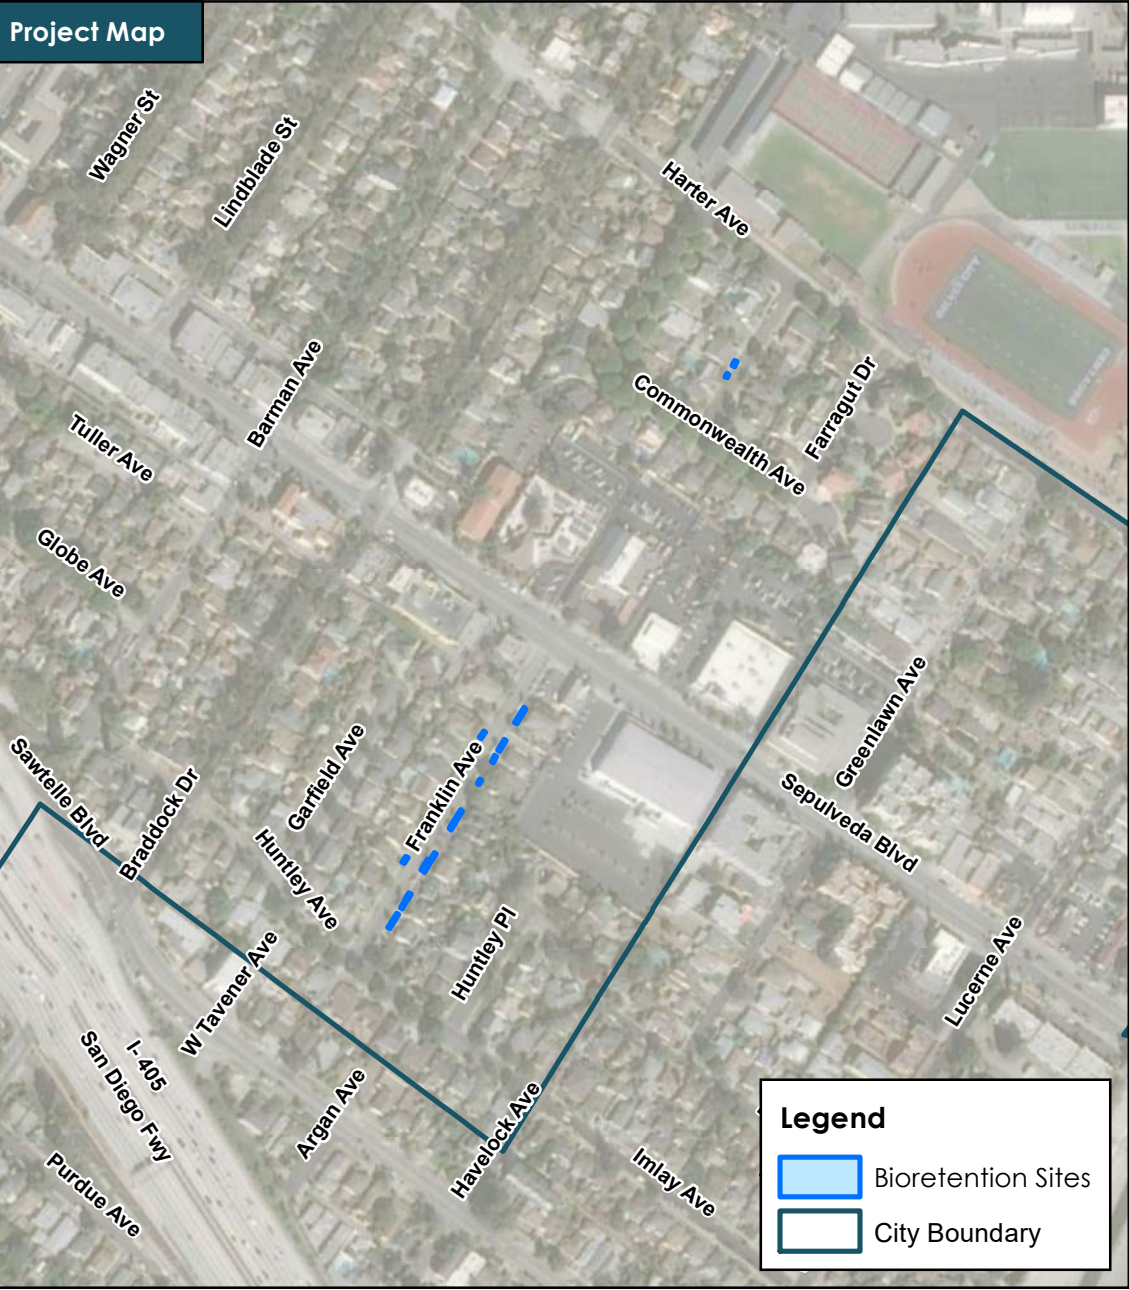 Project Map
Wagner St
Lindblade St
Harter Ave
Barman Ave
Commonwealth Ave
Farragut Dr
Tuller Ave
Globe Ave
Greenlawn Ave
Sawtelle Blvd
Braddock Dr
Garfield Ave
Franklin Ave
Huntley Ave
Sepulveda Blvd
Huntley Pl
Lucerne Ave
W Tavener Ave
I- 405
San Diego Fwy
Argan Ave
Havelock Ave
Imlay Ave
Purdue Ave
Legend
Bioretention Sites
City Boundary